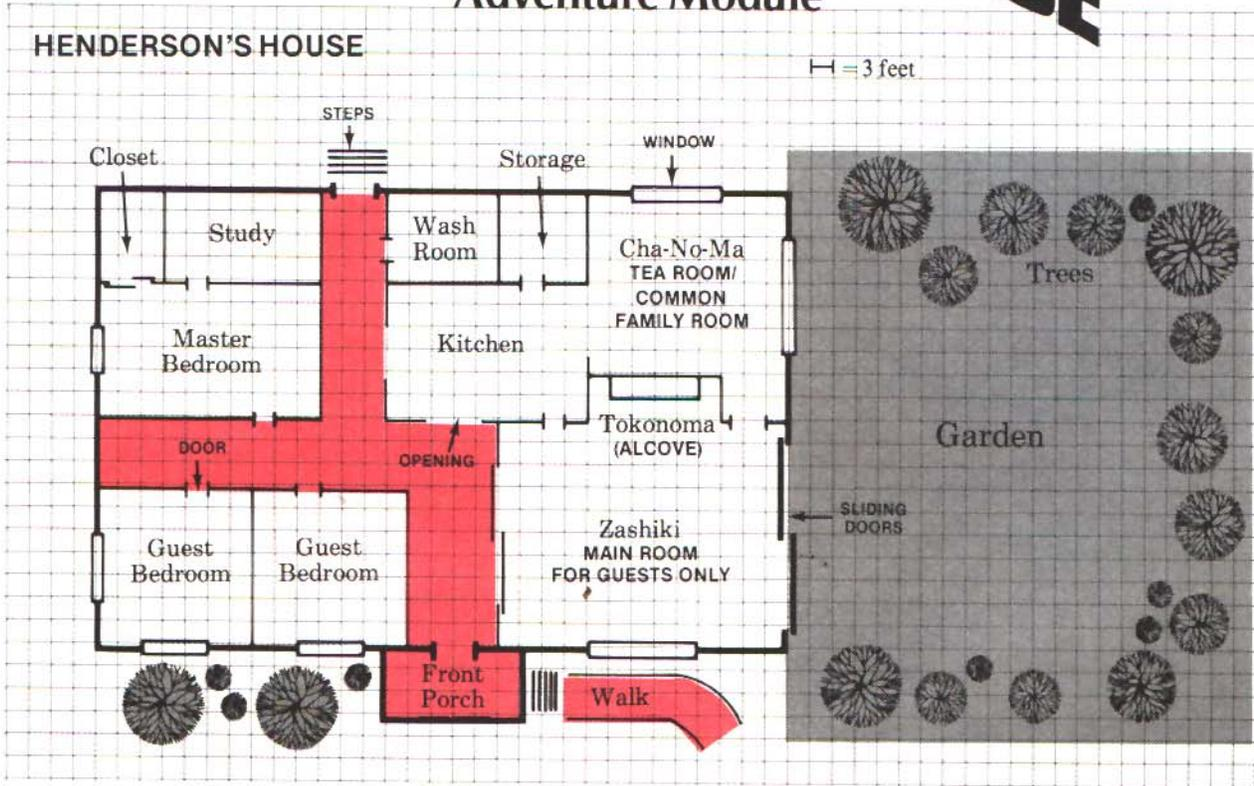 Adventure Module
HENDERSON'S HOUSE
= 3 feet
STEPS
Closet
Storage
WINDOW
Study
Wash
Room
Cha-No-Ma
TEA ROOM/
COMMON
FAMILY ROOM
Trees
Master
Bedroom
Kitchen
Tokonoma
(ALCOVE)
Garden
DOOR
OPENING
SLIDING
DOORS
Zashiki
MAIN ROOM
FOR GUESTS ONLY
Guest
Bedroom
Guest
Bedroom
Front
Porch
Walk